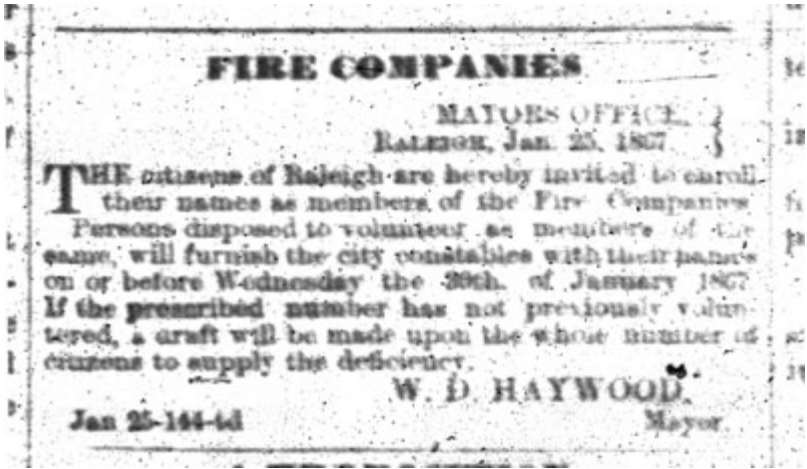 FIRE COMPANIES
MAYORS OFFICE, }
RALEIGH, Jan. 25, 1867 }
THE citizens of Raleigh are hereby invited to enroll
their names as members of the Fire Companies
Persons disposed to volunteer as members of the
same, will furnish the city constables with their names
on or before Wednesday the 30th. of January 1867
If the prescribed number has not previously volun-
tered, a draft will be made upon the whole number of
citizens to supply the deficiency.
W. D. HAYWOOD,
Jan 25-144-td Mayor